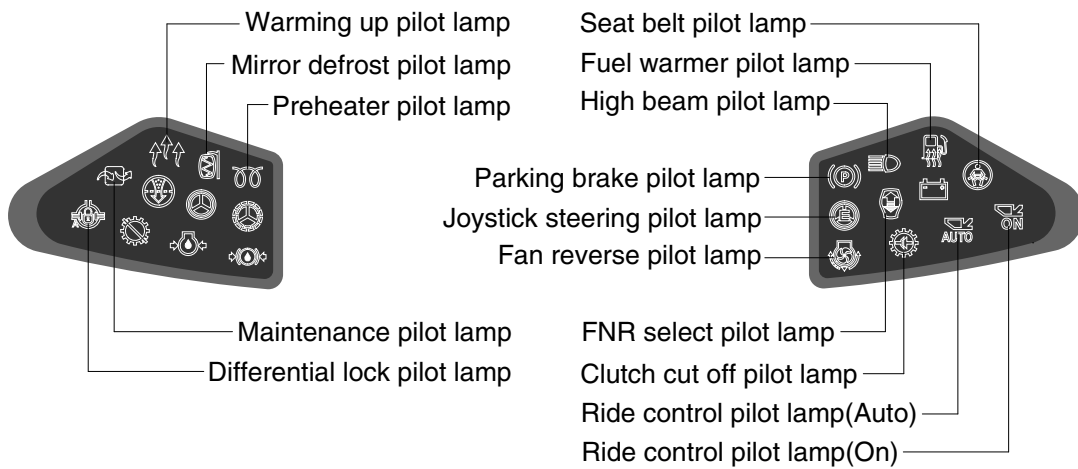 Warming up pilot lamp
Mirror defrost pilot lamp
Preheater pilot lamp
A
Maintenance pilot lamp
Differential lock pilot lamp
Seat belt pilot lamp
Fuel warmer pilot lamp
High beam pilot lamp
Parking brake pilot lamp
Joystick steering pilot lamp
Fan reverse pilot lamp
P
AUTO
ON
FNR select pilot lamp
Clutch cut off pilot lamp
Ride control pilot lamp(Auto)
Ride control pilot lamp(On)